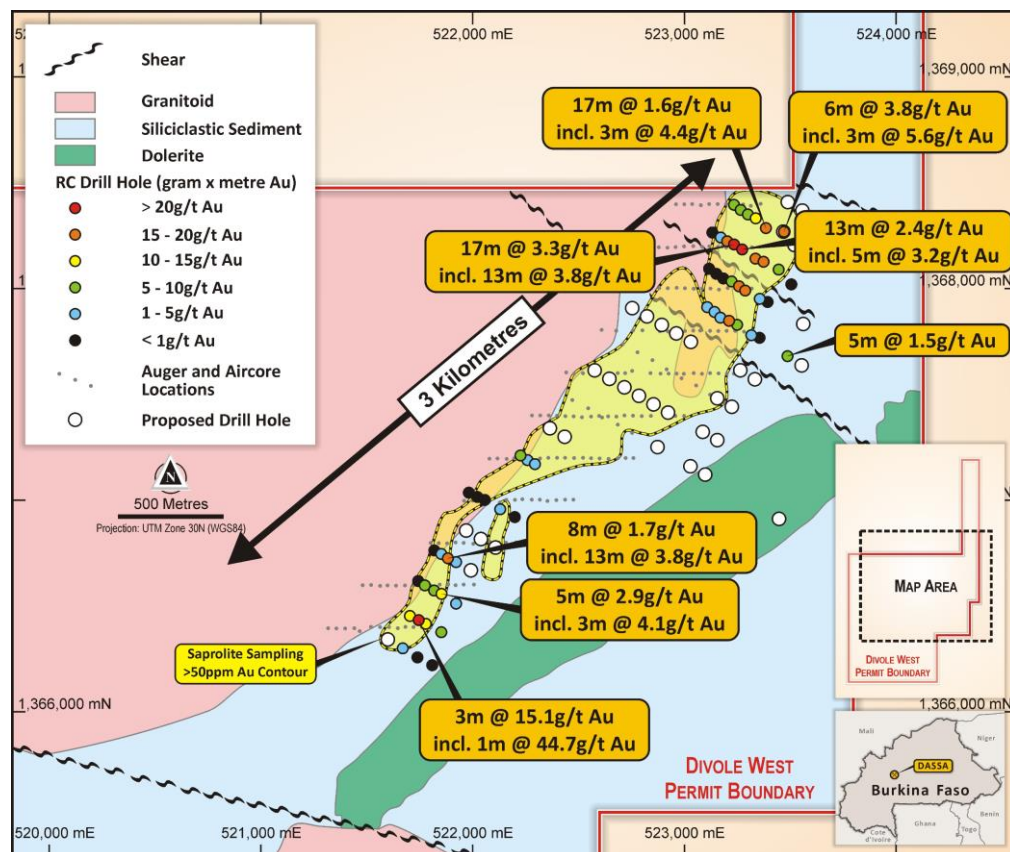 522,000 mE
523,000 mE
524,000 mE
1,369,000 mN
Shear
Granitoid
Siliciclastic Sediment
Dolerite
RC Drill Hole (gram x metre Au)
> 20g/t Au
15 - 20g/t Au
10 - 15g/t Au
5 - 10g/t Au
1 - 5g/t Au
< 1g/t Au
Auger and Aircore
Locations
Proposed Drill Hole
N
500 Metres
Projection: UTM Zone 30N (WGS84)
17m @ 1.6g/t Au
incl. 3m @ 4.4g/t Au
6m @ 3.8g/t Au
incl. 3m @ 5.6g/t Au
17m @ 3.3g/t Au
incl. 13m @ 3.8g/t Au
13m @ 2.4g/t Au
incl. 5m @ 3.2g/t Au
1,368,000 mN
5m @ 1.5g/t Au
3 Kilometres
8m @ 1.7g/t Au
incl. 13m @ 3.8g/t Au
5m @ 2.9g/t Au
incl. 3m @ 4.1g/t Au
Saprolite Sampling
>50ppm Au Contour
3m @ 15.1g/t Au
incl. 1m @ 44.7g/t Au
MAP AREA
DIVOLE WEST
PERMIT BOUNDARY
1,366,000 mN
1,366,000 mN
DIVOLE WEST
PERMIT BOUNDARY
Mali
Niger
DASSA
Burkina Faso
Benin
Ghana
Togo
Cote
d'Ivoire
520,000 mE
521,000 mE
522,000 mE
523,000 mE